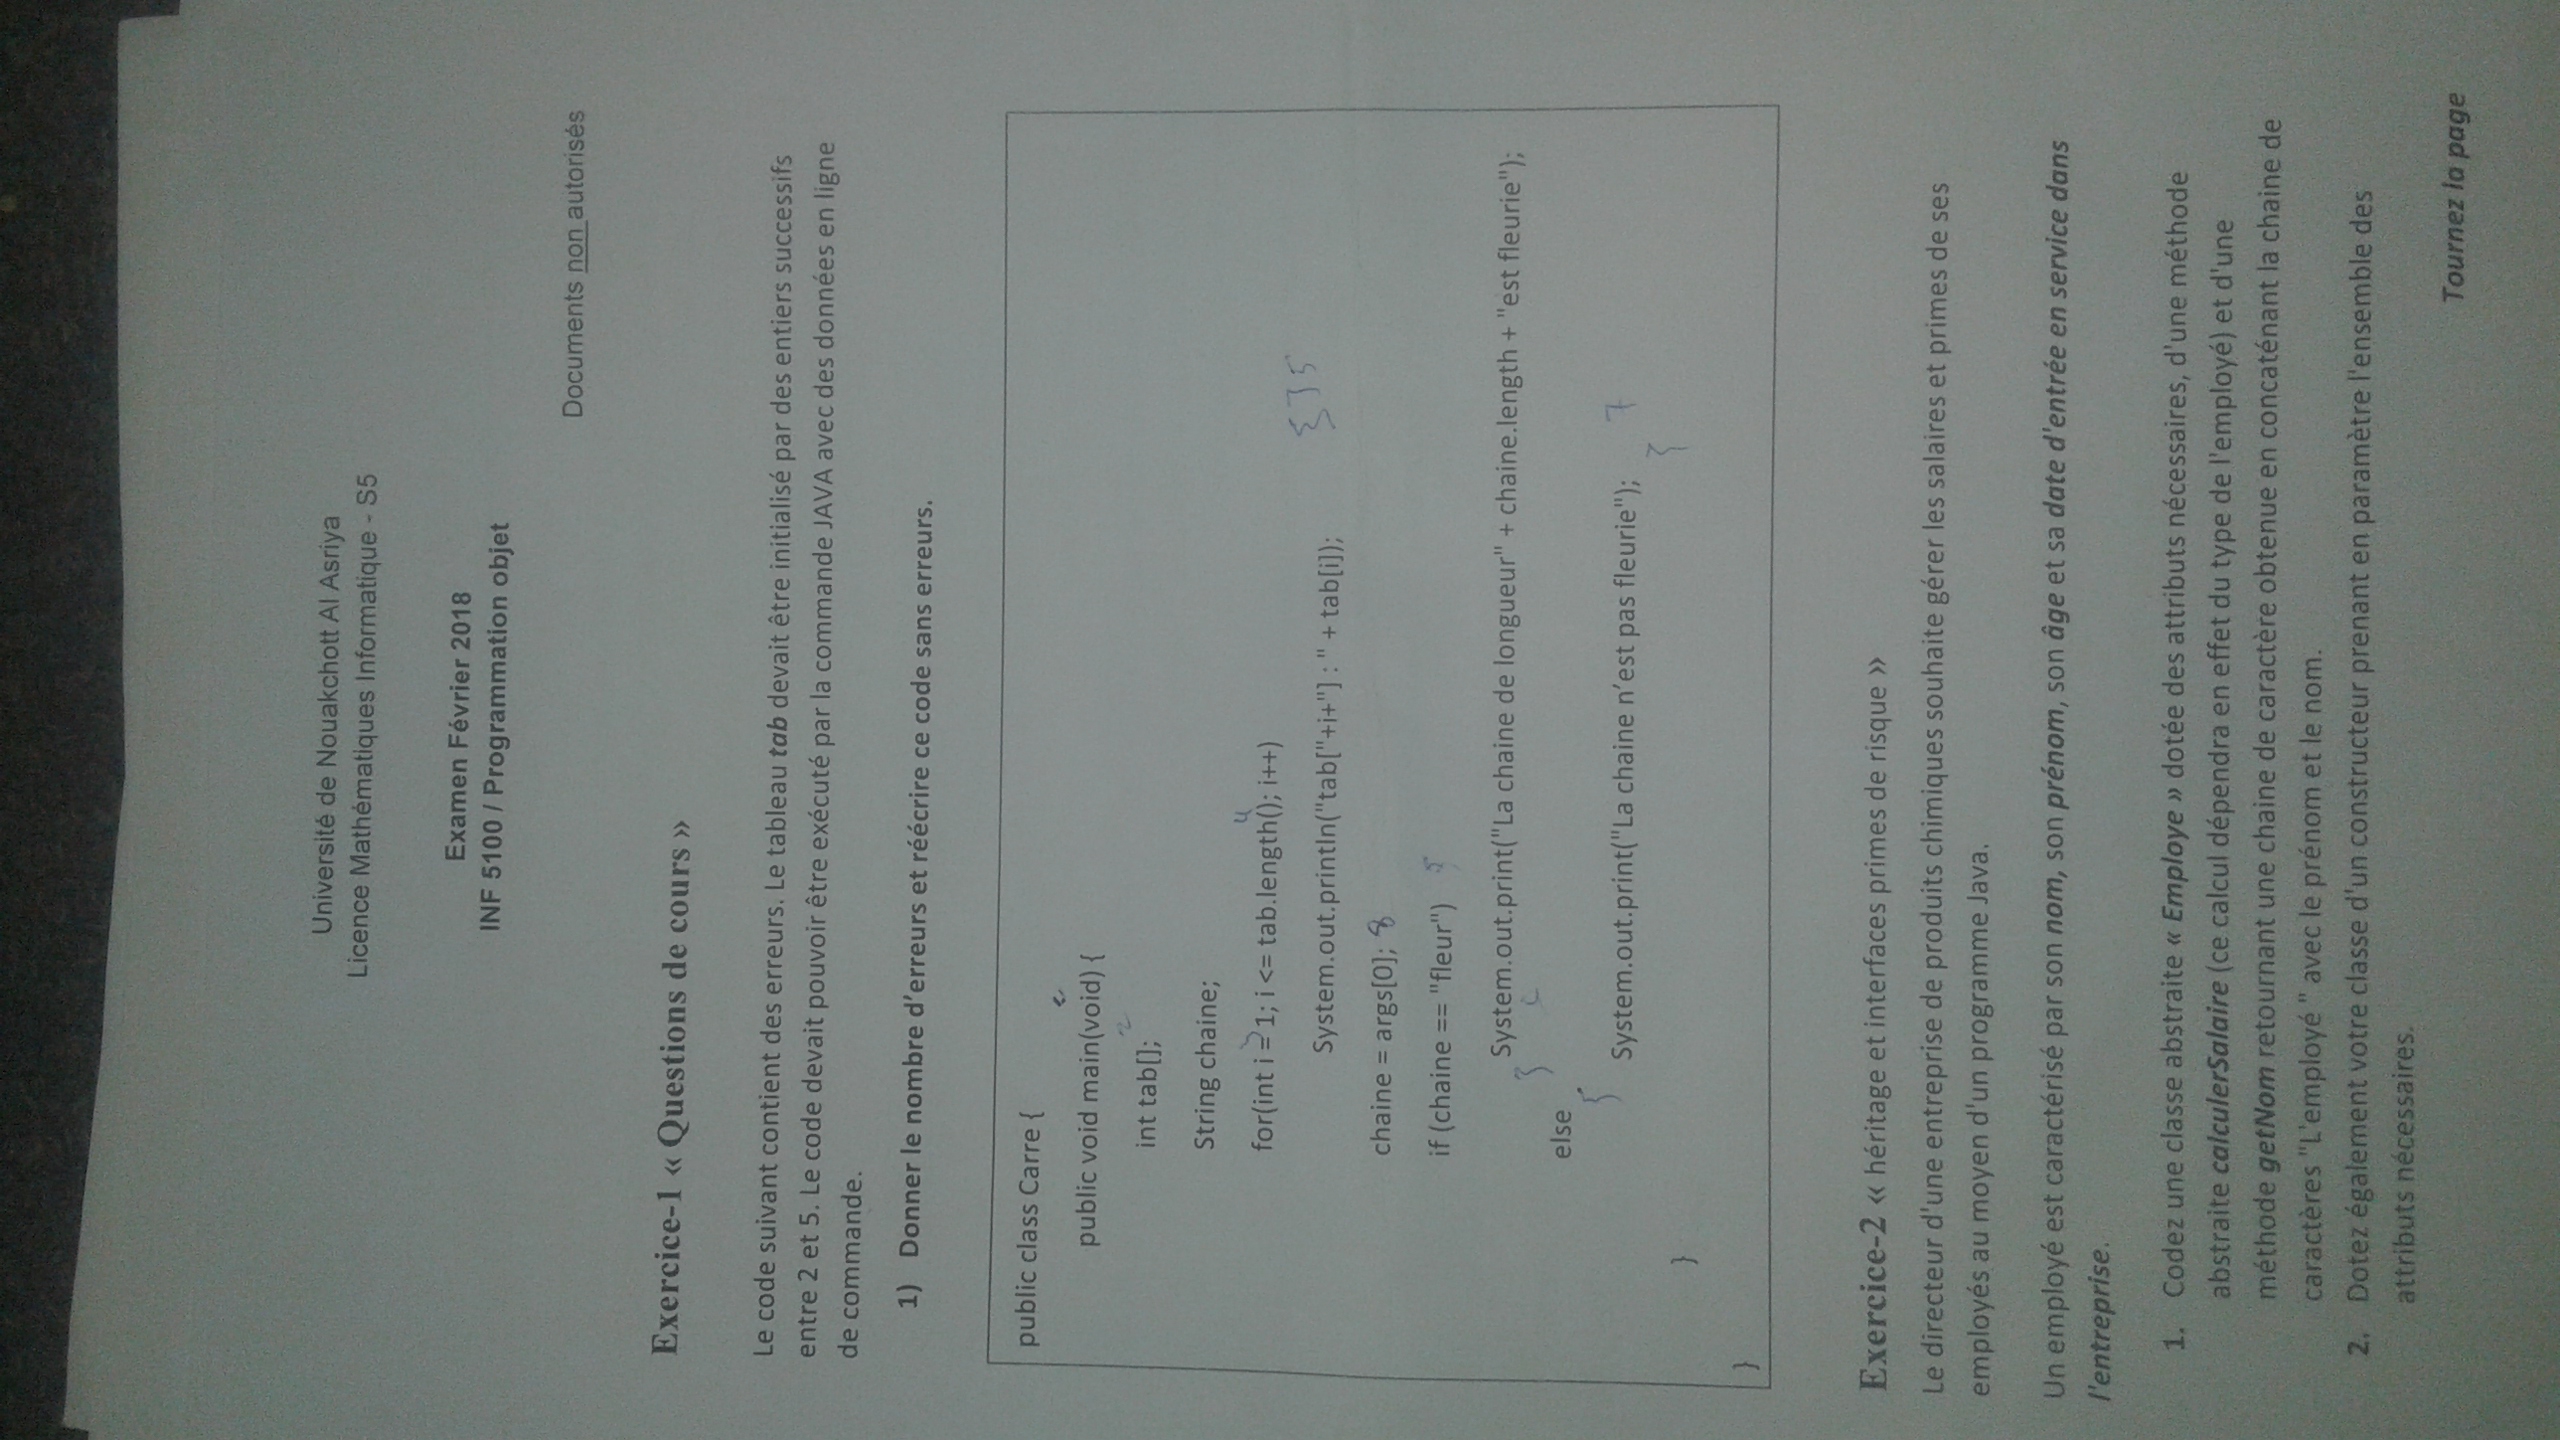 Université de Nouakchott Al Asriya
Licence Mathématiques Informatique - S5
Examen Février 2018
INF 5100 / Programmation objet
Documents non autorisés
Exercice-1 « Questions de cours »
Le code suivant contient des erreurs. Le tableau tab devait être initialisé par des entiers successifs
entre 2 et 5. Le code devait pouvoir être exécuté par la commande JAVA avec des données en ligne
de commande.
1) Donner le nombre d'erreurs et réécrire ce code sans erreurs.
public class Carre {
public void main(void) {
2
int tab[];
String chaine;
4
for(int i = 1; i <= tab.length(); i++)
System.out.println("tab["+i+"] : " + tab[i]);
chaine = args[0]; 8
if (chaine == "fleur") 5
System.out.print("La chaine de longueur" + chaine.length + "est fleurie");
}
else
{
System.out.print("La chaine n'est pas fleurie"); 7
}
}
}
Exercice-2 « héritage et interfaces primes de risque »
Le directeur d'une entreprise de produits chimiques souhaite gérer les salaires et primes de ses
employés au moyen d'un programme Java.
Un employé est caractérisé par son nom, son prénom, son âge et sa date d'entrée en service dans
l'entreprise.
1. Codez une classe abstraite « Employe » dotée des attributs nécessaires, d'une méthode
abstraite calculerSalaire (ce calcul dépendra en effet du type de l'employé) et d'une
méthode getNom retournant une chaine de caractère obtenue en concaténant la chaine de
caractères "L'employé " avec le prénom et le nom.
2. Dotez également votre classe d'un constructeur prenant en paramètre l'ensemble des
attributs nécessaires.
Tournez la page